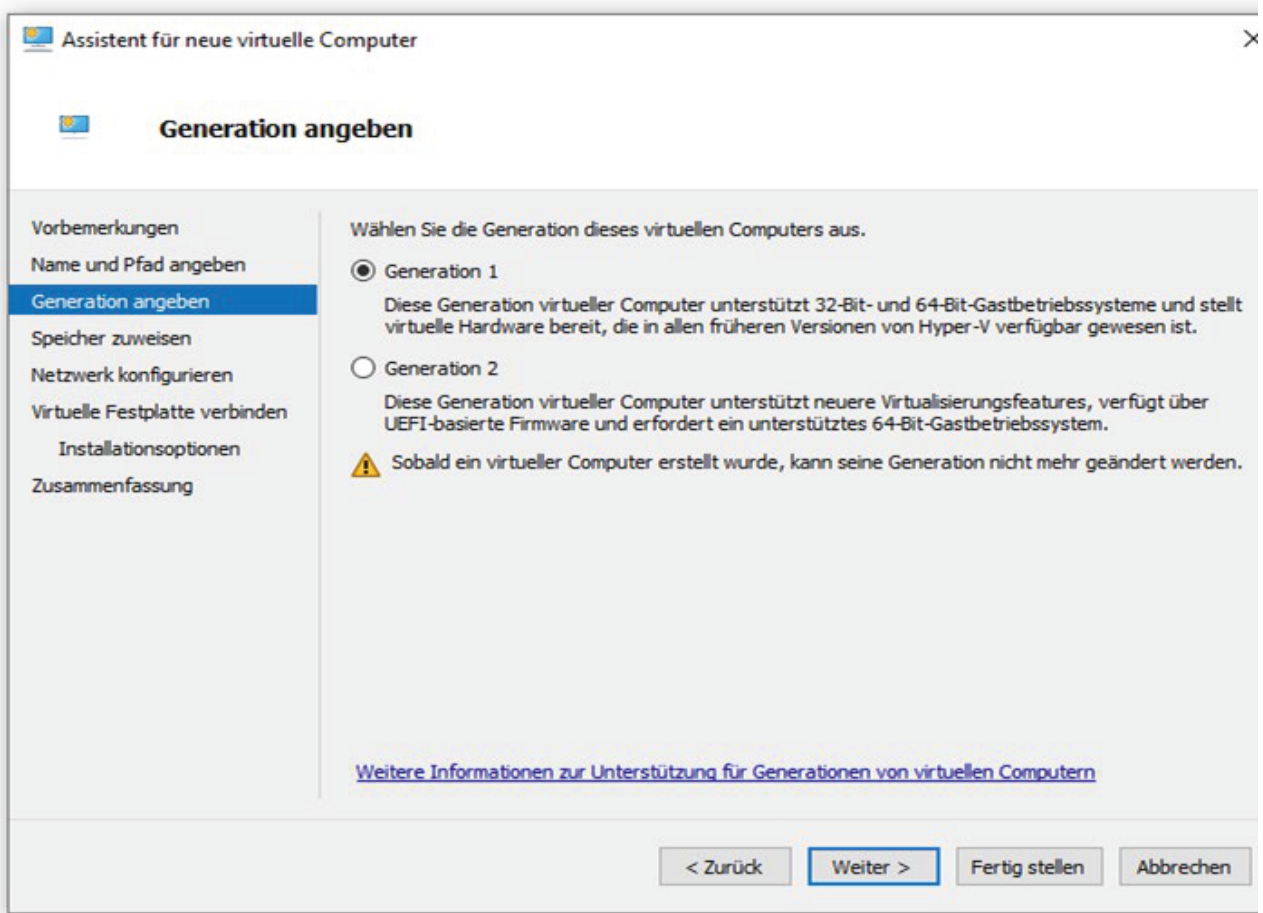 Assistent für neue virtuelle Computer
Generation angeben
Vorbemerkungen
Name und Pfad angeben
Generation angeben
Speicher zuweisen
Netzwerk konfigurieren
Virtuelle Festplatte verbinden
Installationsoptionen
Zusammenfassung
Wählen Sie die Generation dieses virtuellen Computers aus.
Generation 1
Diese Generation virtueller Computer unterstützt 32-Bit- und 64-Bit-Gastbetriebssysteme und stellt
virtuelle Hardware bereit, die in allen früheren Versionen von Hyper-V verfügbar gewesen ist.
Generation 2
Diese Generation virtueller Computer unterstützt neuere Virtualisierungsfeatures, verfügt über
UEFI-basierte Firmware und erfordert ein unterstütztes 64-Bit-Gastbetriebssystem.
Sobald ein virtueller Computer erstellt wurde, kann seine Generation nicht mehr geändert werden.
Weitere Informationen zur Unterstützung für Generationen von virtuellen Computern
< Zurück Weiter > Fertig stellen Abbrechen